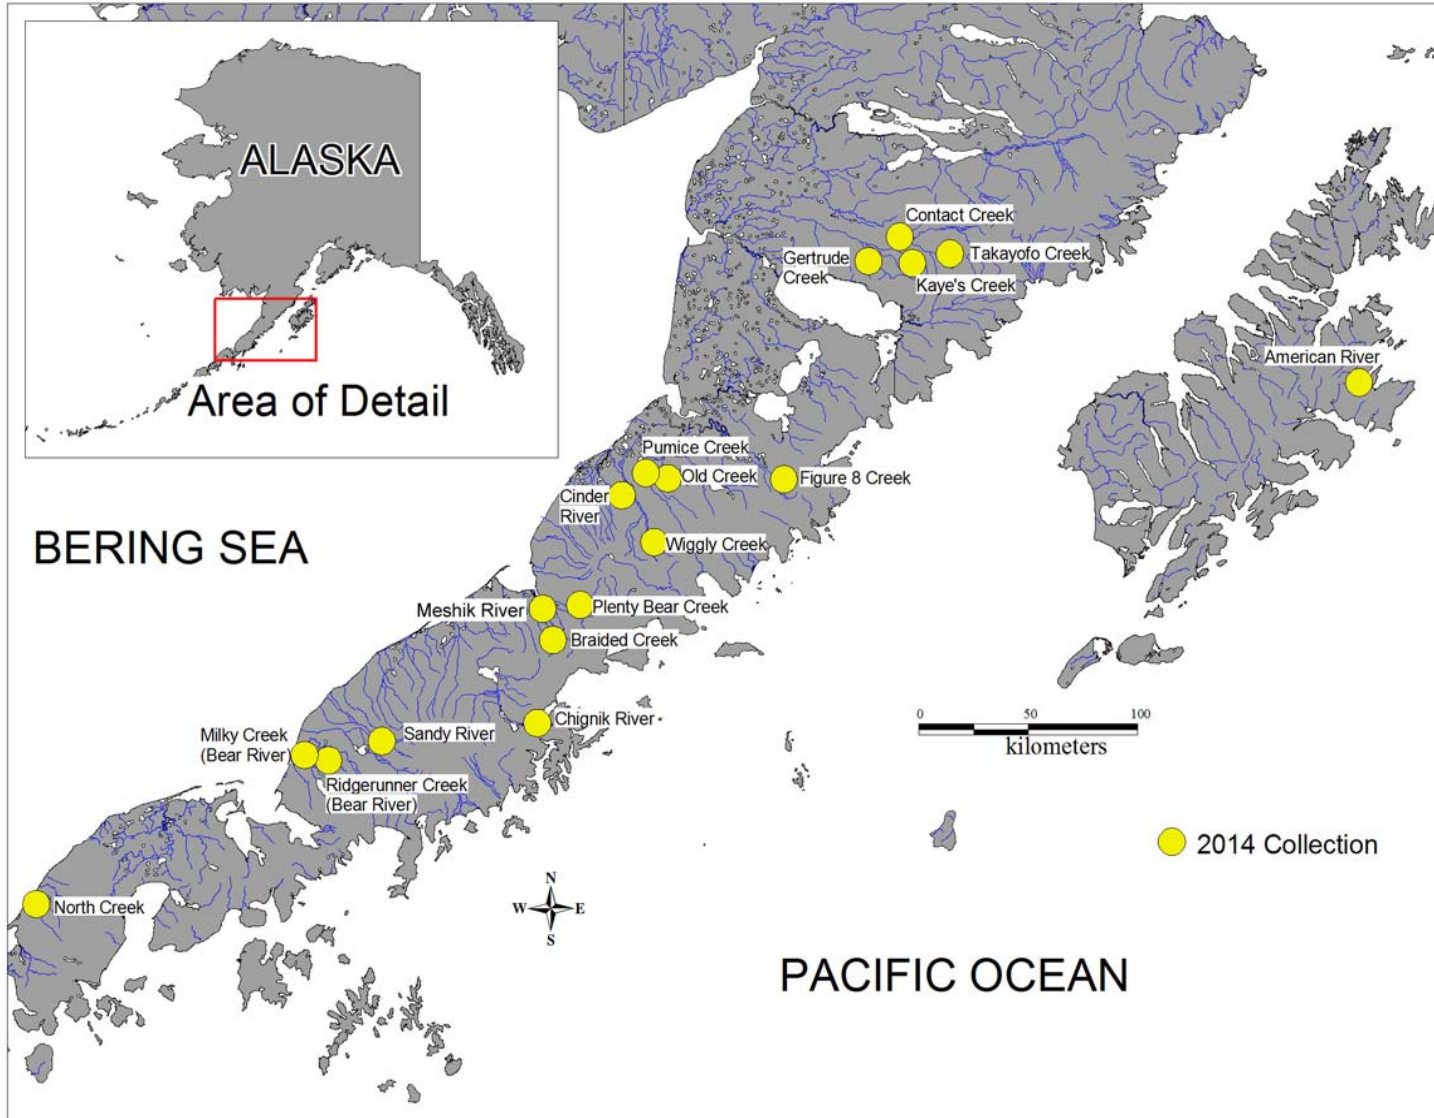 ALASKA
Area of Detail
Contact Creek
Gertrude
Creek
Takayofo Creek
Kaye's Creek
American River
Pumice Creek
Old Creek
Figure 8 Creek
Cinder
River
BERING SEA
Wiggly Creek
Meshik River
Plenty Bear Creek
Braided Creek
Chignik River
Sandy River
Milky Creek
(Bear River)
Ridgerunner Creek
(Bear River)
0 50 100
kilometers
2014 Collection
North Creek
N
W E
S
PACIFIC OCEAN